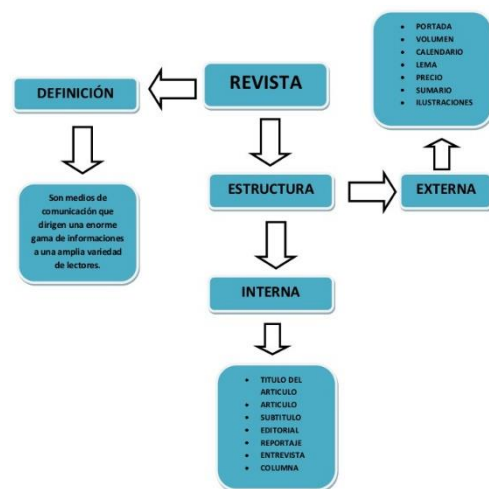 REVISTA
DEFINICIÓN
Son medios de
comunicación que
dirigen una enorme
gama de informaciones
a una amplia variedad
de lectores.
ESTRUCTURA
EXTERNA
• PORTADA
• VOLUMEN
• CALENDARIO
• LEMA
• PRECIO
• SUMARIO
• ILUSTRACIONES
INTERNA
• TITULO DEL
ARTICULO
• ARTICULO
• SUBTITULO
• EDITORIAL
• REPORTAJE
• ENTREVISTA
• COLUMNA